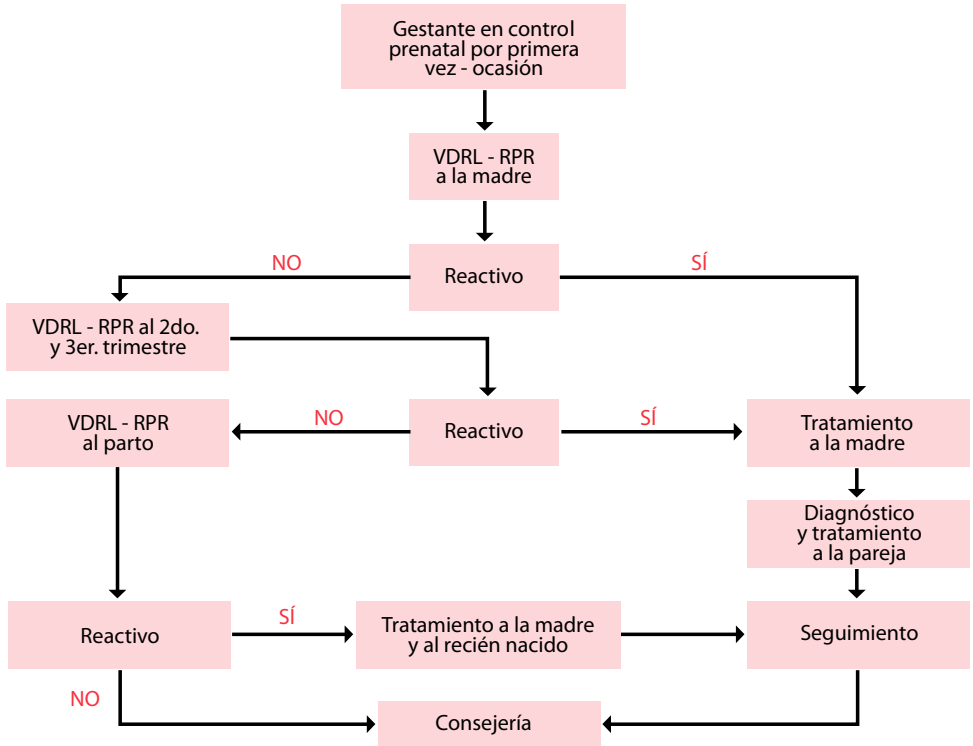 Gestante en control
prenatal por primera
vez - ocasión
VDRL - RPR
a la madre
NO
Reactivo
SÍ
VDRL - RPR al 2do.
y 3er. trimestre
VDRL - RPR
al parto
NO
Reactivo
SÍ
Tratamiento
a la madre
Diagnóstico
y tratamiento
a la pareja
Reactivo
SÍ
Tratamiento a la madre
y al recién nacido
Seguimiento
NO
Consejería